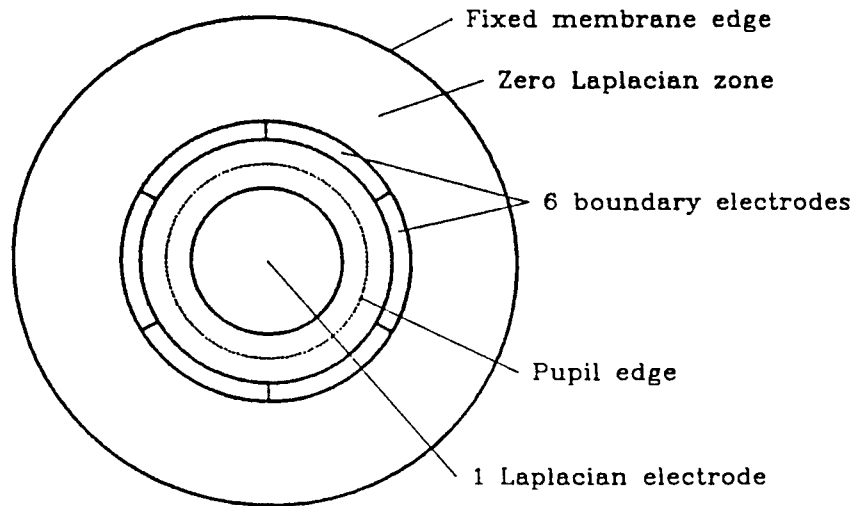 Fixed membrane edge
Zero Laplacian zone
6 boundary electrodes
Pupil edge
1 Laplacian electrode